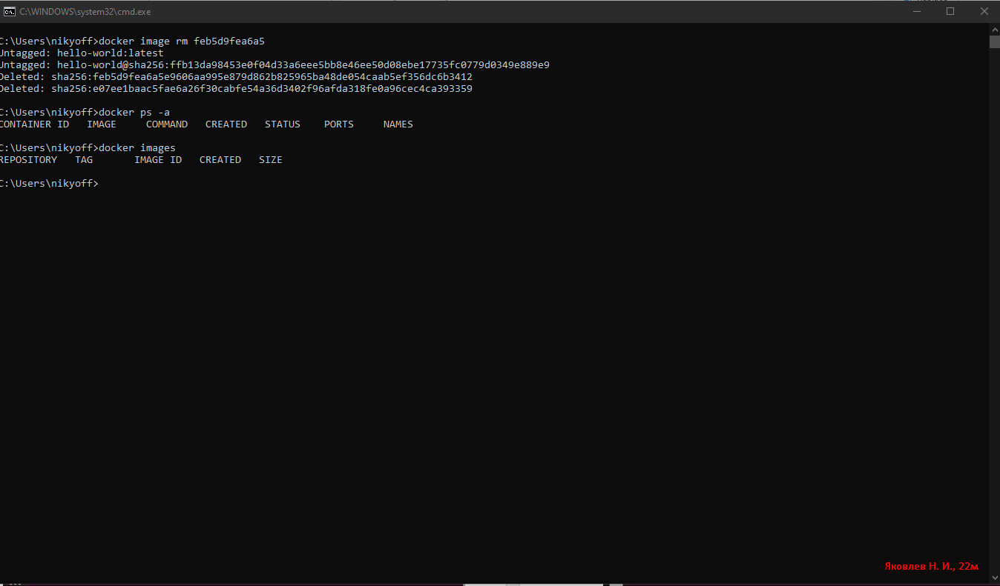 C:\WINDOWS\system32\cmd.exe
C:\Users\nikyoff>docker image rm feb5d9fea6a5
Untagged: hello-world:latest
Untagged: hello-world@sha256:ffb13da98453e0f04d33a6eee5bb8e46ee50d08ebe17735fc0779d0349e889e9
Deleted: sha256:feb5d9fea6a5e9606aa995e879d862b825965ba48de054caab5ef356dc6b3412
Deleted: sha256:e07ee1baac5fae6a26f30cabfe54a36d3402f96afda318fe0a96cec4ca393359
C:\Users\nikyoff>docker ps -a
CONTAINER ID   IMAGE     COMMAND   CREATED   STATUS    PORTS     NAMES
C:\Users\nikyoff>docker images
REPOSITORY   TAG       IMAGE ID   CREATED   SIZE
C:\Users\nikyoff>
Яковлев Н. И., 22м